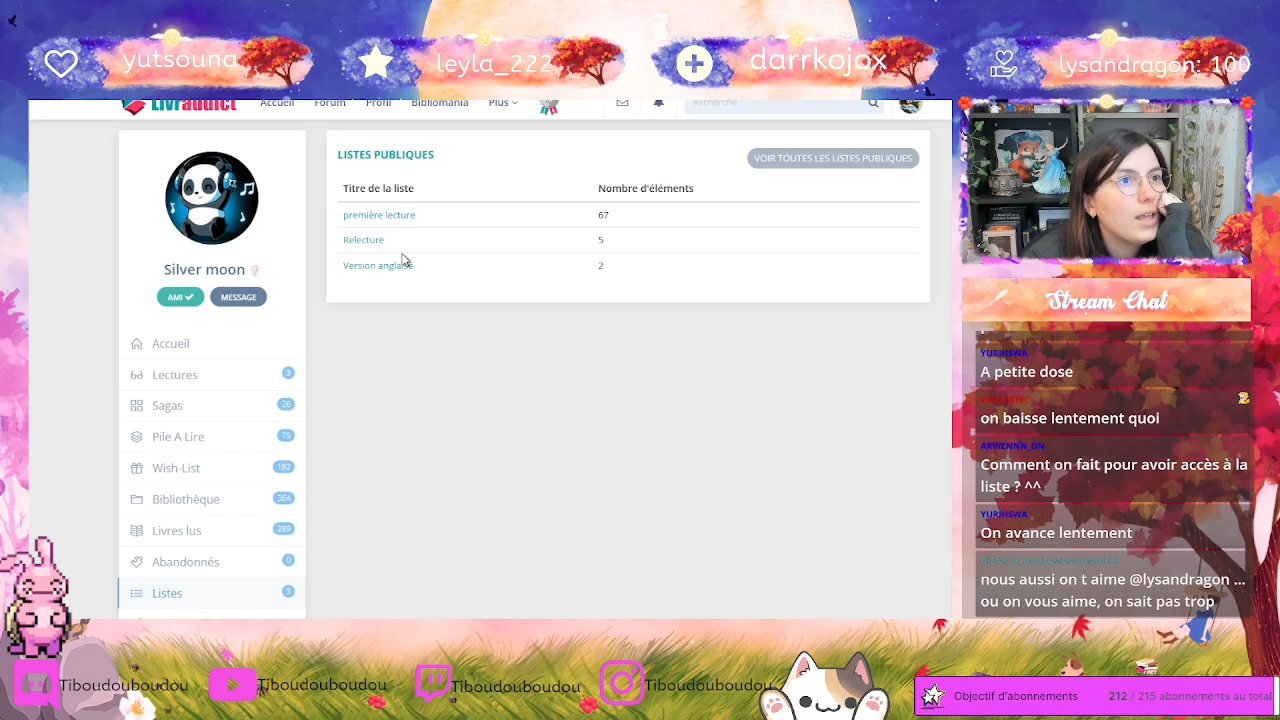 yutsouna
leyla_222
darrkojox
lysandragon: 100
Livraddict
Accueil
Forum
Profil
Bibliomania
Plus
Recherche
LISTES PUBLIQUES
VOIR TOUTES LES LISTES PUBLIQUES
Titre de la liste
Nombre d'éléments
première lecture
67
Relecture
5
Version anglaise
2
Silver moon
AMI
MESSAGE
Accueil
Lectures
3
Sagas
26
Pile A Lire
75
Wish-List
182
Bibliothèque
364
Livres lus
289
Abandonnés
0
Listes
3
Stream Chat
YURIHSWA
A petite dose
on baisse lentement quoi
ARWENNN_DN
Comment on fait pour avoir accès à la
liste ? ^^
YURIHSWA
On avance lentement
nous aussi on t aime @lysandragon ...
ou on vous aime, on sait pas trop
Tiboudouboudou
Tiboudouboudou
Tiboudouboudou
Tiboudouboudou
Objectif d'abonnements
212 / 215 abonnements au total